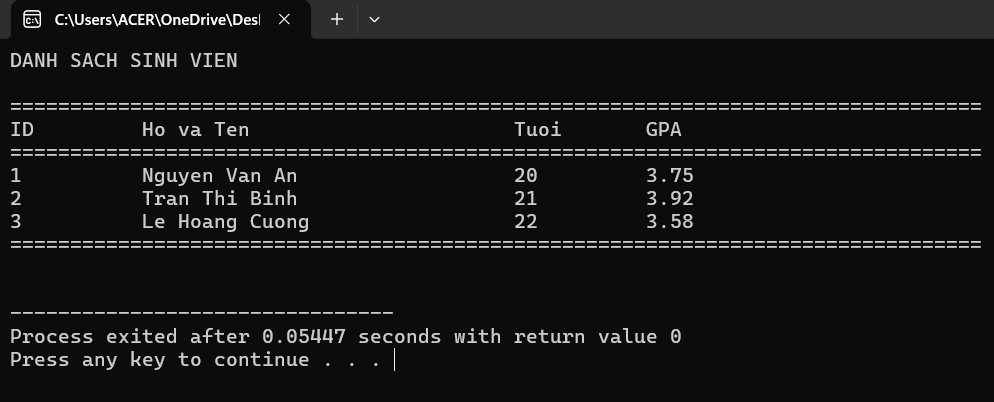 C:\Users\ACER\OneDrive\Des
DANH SACH SINH VIEN
=================================================================================
ID           Ho va Ten                      Tuoi       GPA
=================================================================================
1            Nguyen Van An                  20         3.75
2            Tran Thi Binh                  21         3.92
3            Le Hoang Cuong                 22         3.58
=================================================================================
--------------------------------
Process exited after 0.05447 seconds with return value 0
Press any key to continue . . .